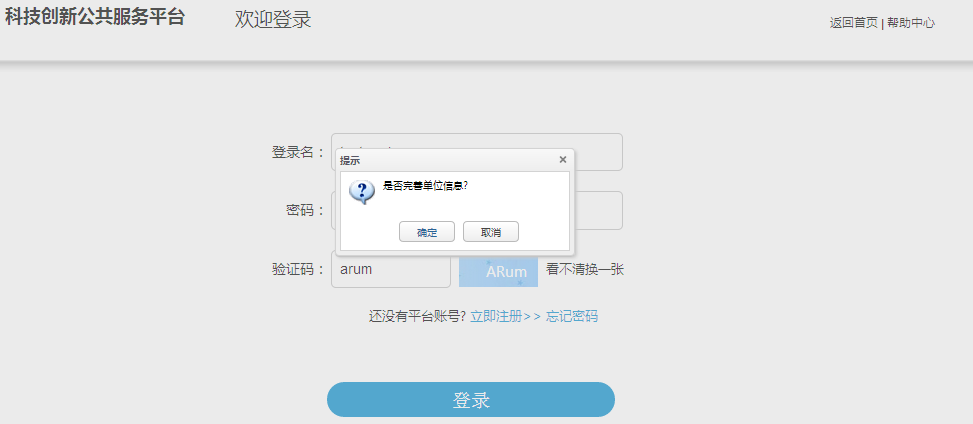 科技创新公共服务平台 欢迎登录 返回首页 | 帮助中心
登录名：
提示
是否完善单位信息?
密码：
确定 取消
验证码： arum ARum 看不清换一张
还没有平台账号? 立即注册>> 忘记密码
登录